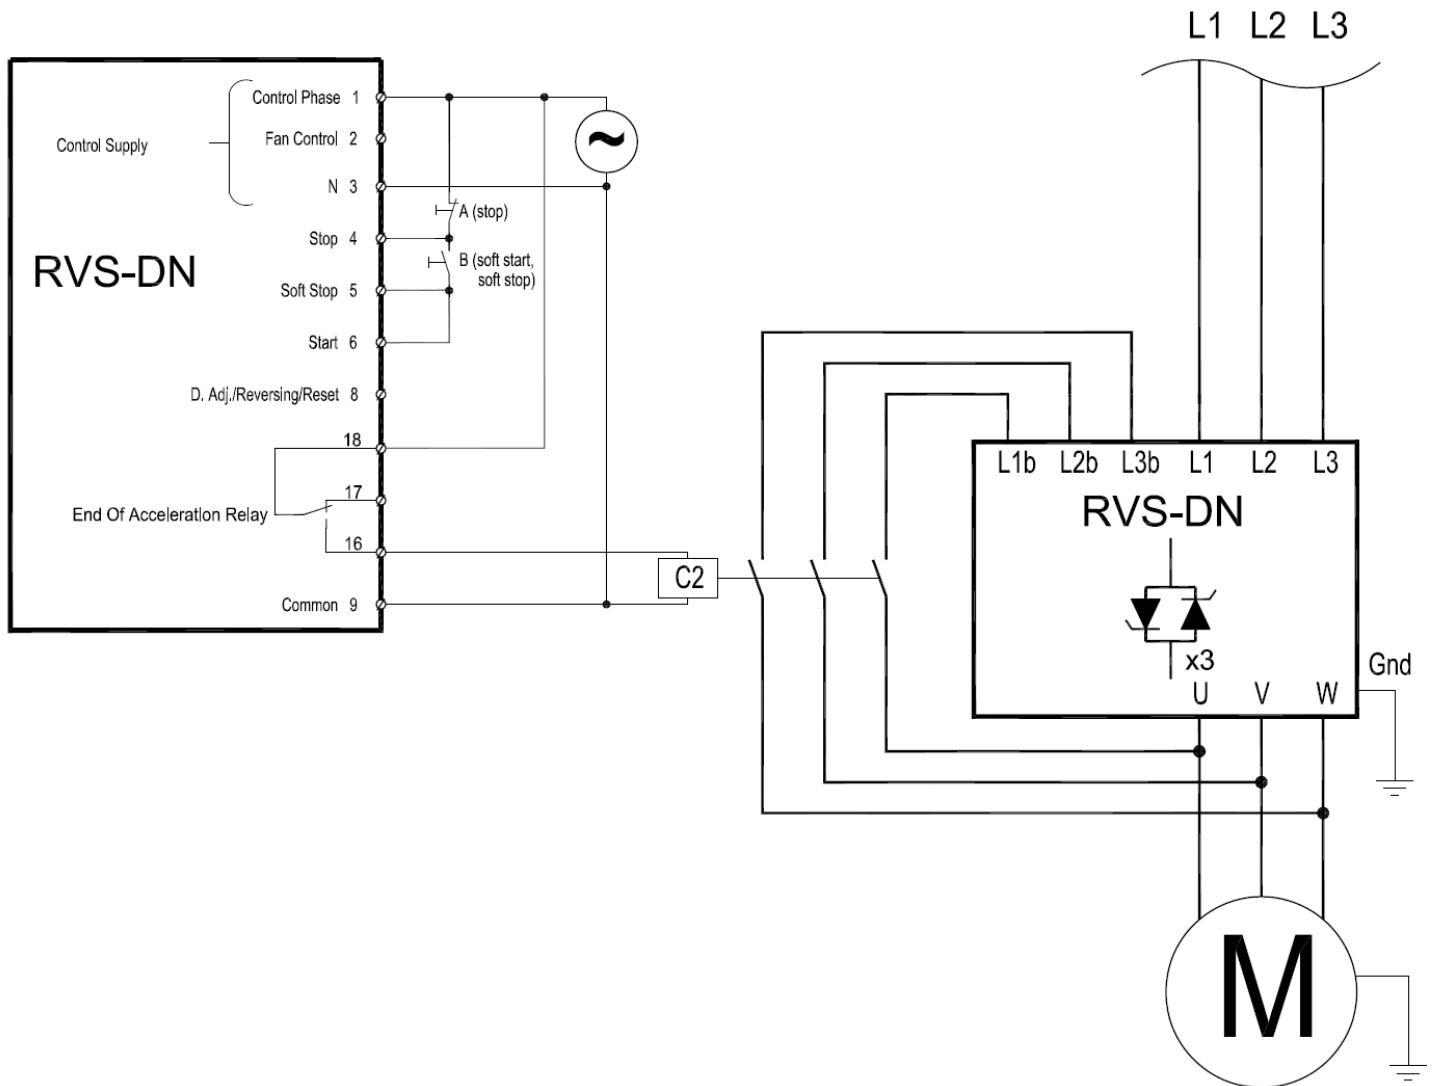 L1 L2 L3
Control Phase 1
Control Supply
Fan Control 2
N 3
A (stop)
Stop 4
B (soft start,
soft stop)
RVS-DN
Soft Stop 5
Start 6
D. Adj./Reversing/Reset 8
18
17
End Of Acceleration Relay
16
Common 9
C2
L1b L2b L3b L1 L2 L3
RVS-DN
x3
Gnd
U V W
M